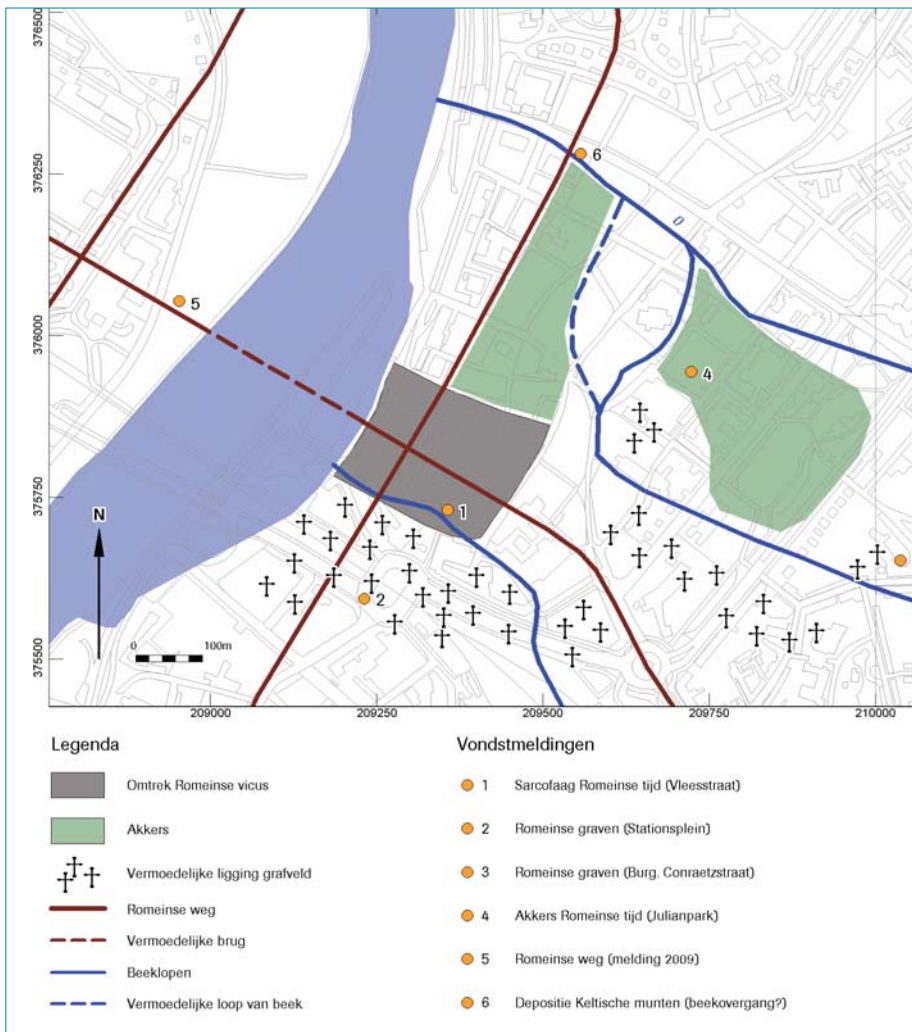 376500
376250
376000
375750
375500
6
5
4
1
2
N
0 100m
209000 209250 209500 209750 210000
Legenda
Omtrek Romeinse vicus
Akkers
Vermoedelijke ligging grafveld
Romeinse weg
Vermoedelijke brug
Beeklopen
Vermoedelijke loop van beek
Vondstmeldingen
1 Sarcofaag Romeinse tijd (Vleesstraat)
2 Romeinse graven (Stationsplein)
3 Romeinse graven (Burg. Conraetzstraat)
4 Akkers Romeinse tijd (Julianpark)
5 Romeinse weg (melding 2009)
6 Depositie Keltische munten (beekovergang?)